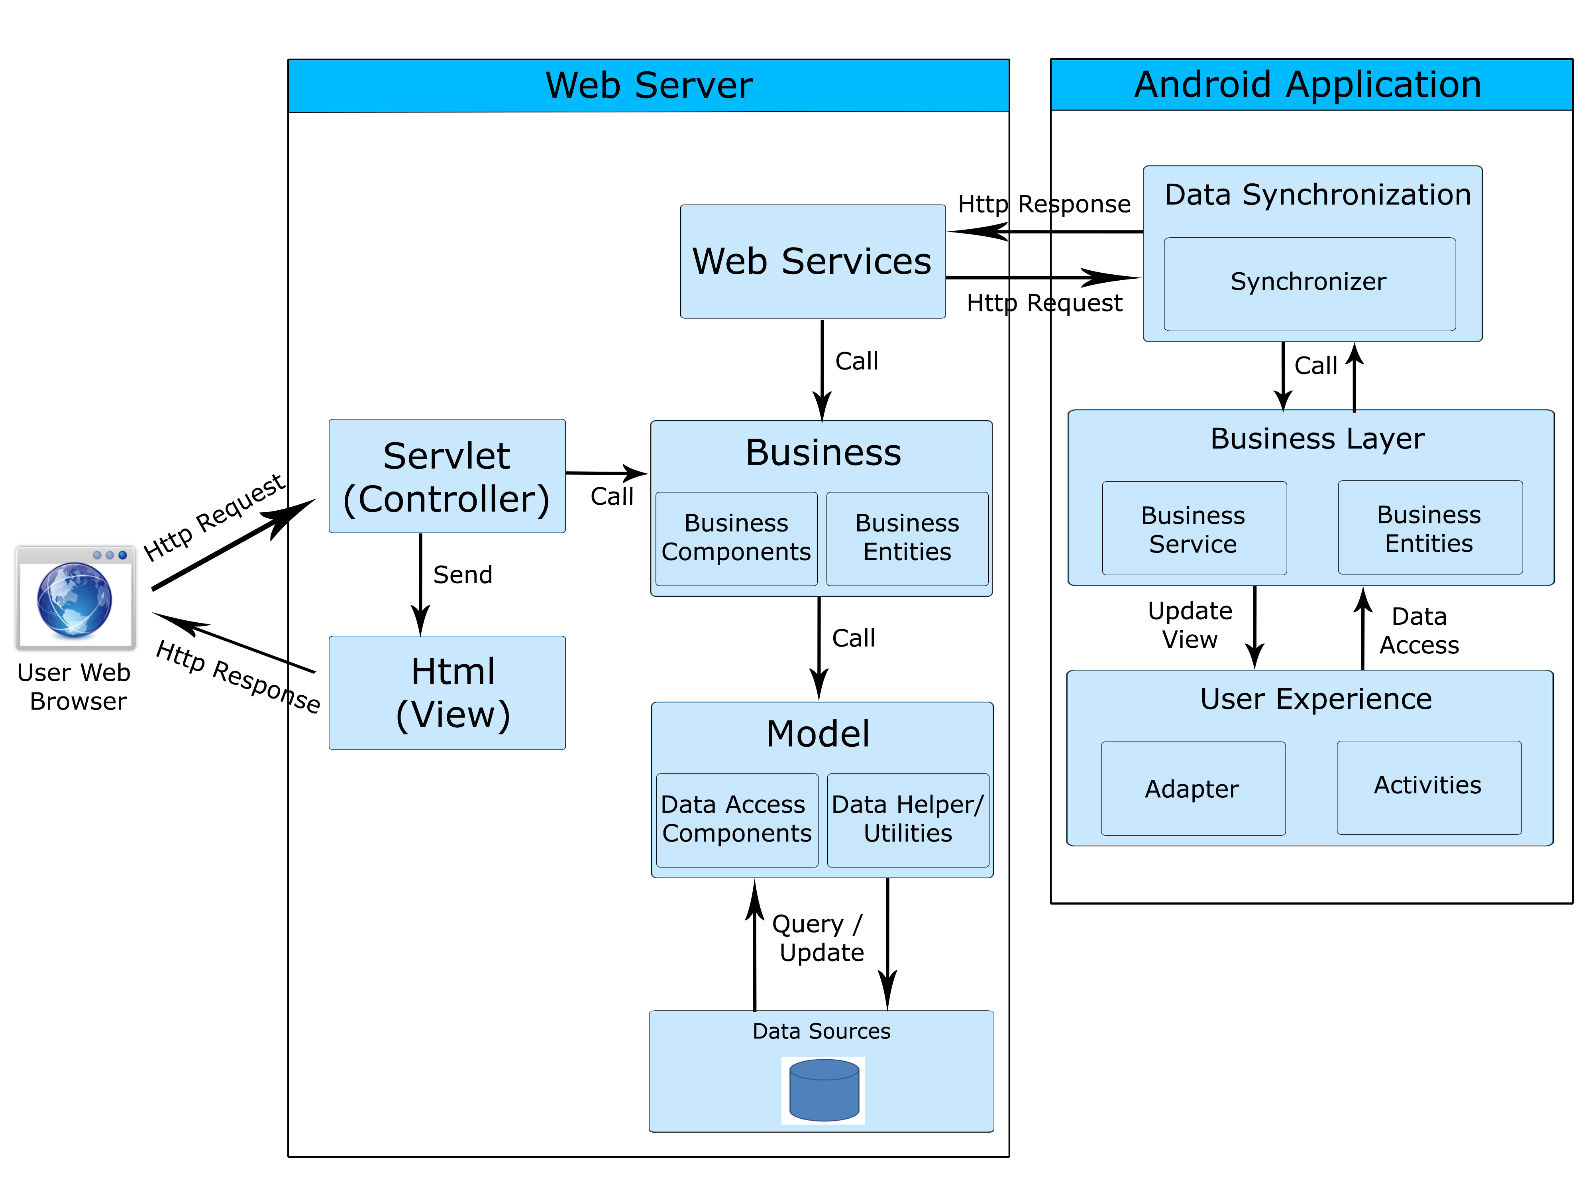 Web Server
Android Application
Data Synchronization
Synchronizer
Http Response
Http Request
Web Services
Call
Call
Servlet
(Controller)
Call
Business
Business
Components
Business
Entities
Business Layer
Business
Service
Business
Entities
Http Request
Send
User Web
Browser
Http Response
Html
(View)
Call
Update
View
Data
Access
Model
Data Access
Components
Data Helper/
Utilities
User Experience
Adapter
Activities
Query /
Update
Data Sources